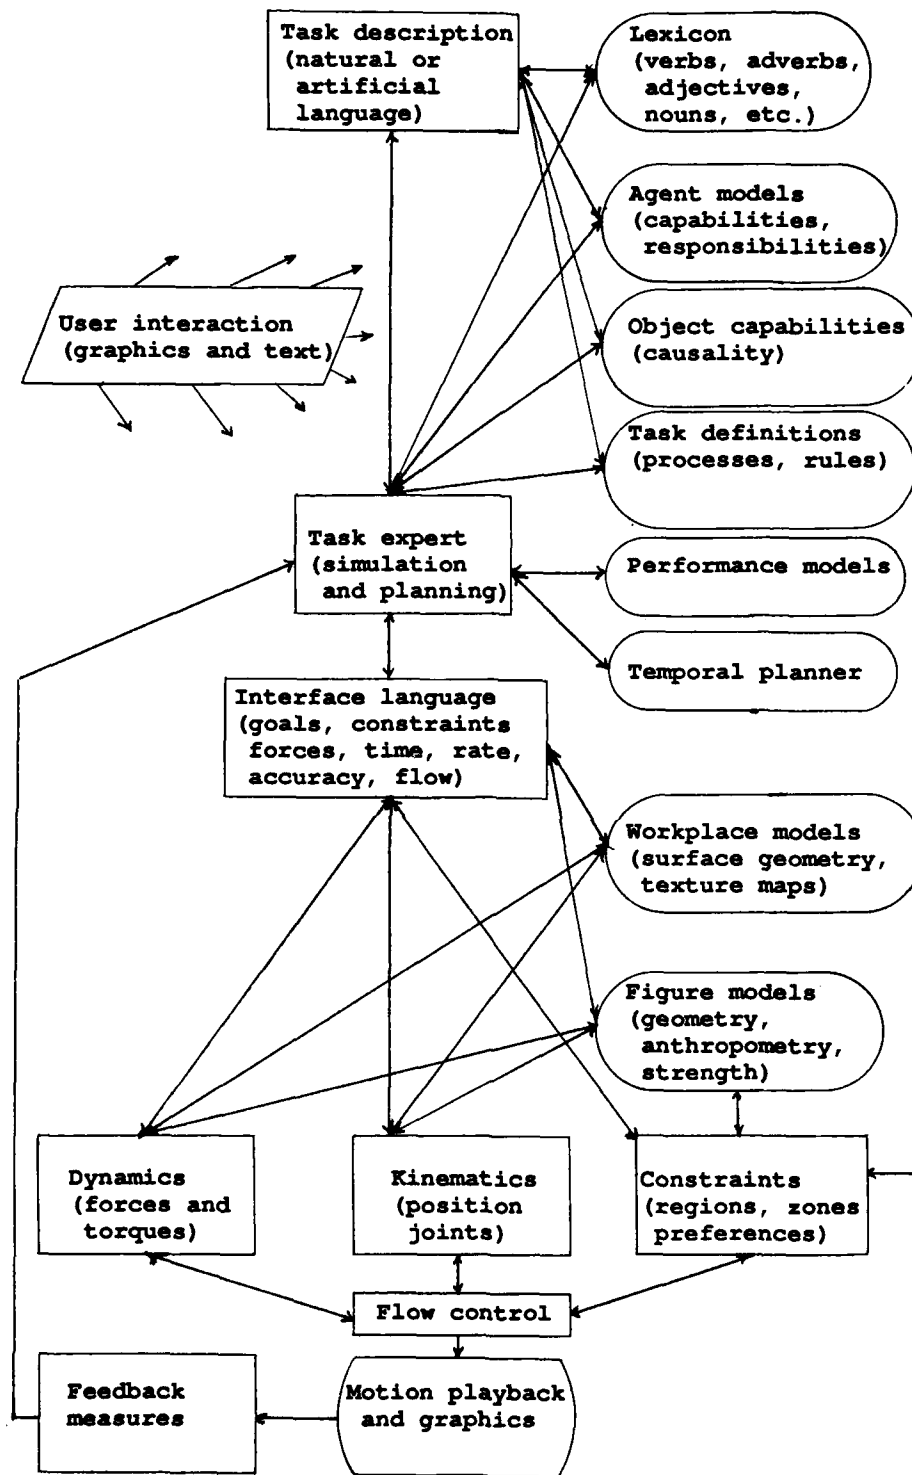 Task description
(natural or
artificial
language)
Lexicon
(verbs, adverbs,
adjectives,
nouns, etc.)
Agent models
(capabilities,
responsibilities)
User interaction
(graphics and text)
Object capabilities
(causality)
Task definitions
(processes, rules)
Task expert
(simulation
and planning)
Performance models
Temporal planner
Interface language
(goals, constraints
forces, time, rate,
accuracy, flow)
Workplace models
(surface geometry,
texture maps)
Figure models
(geometry,
anthropometry,
strength)
Dynamics
(forces and
torques)
Kinematics
(position
joints)
Constraints
(regions, zones
preferences)
Flow control
Feedback
measures
Motion playback
and graphics